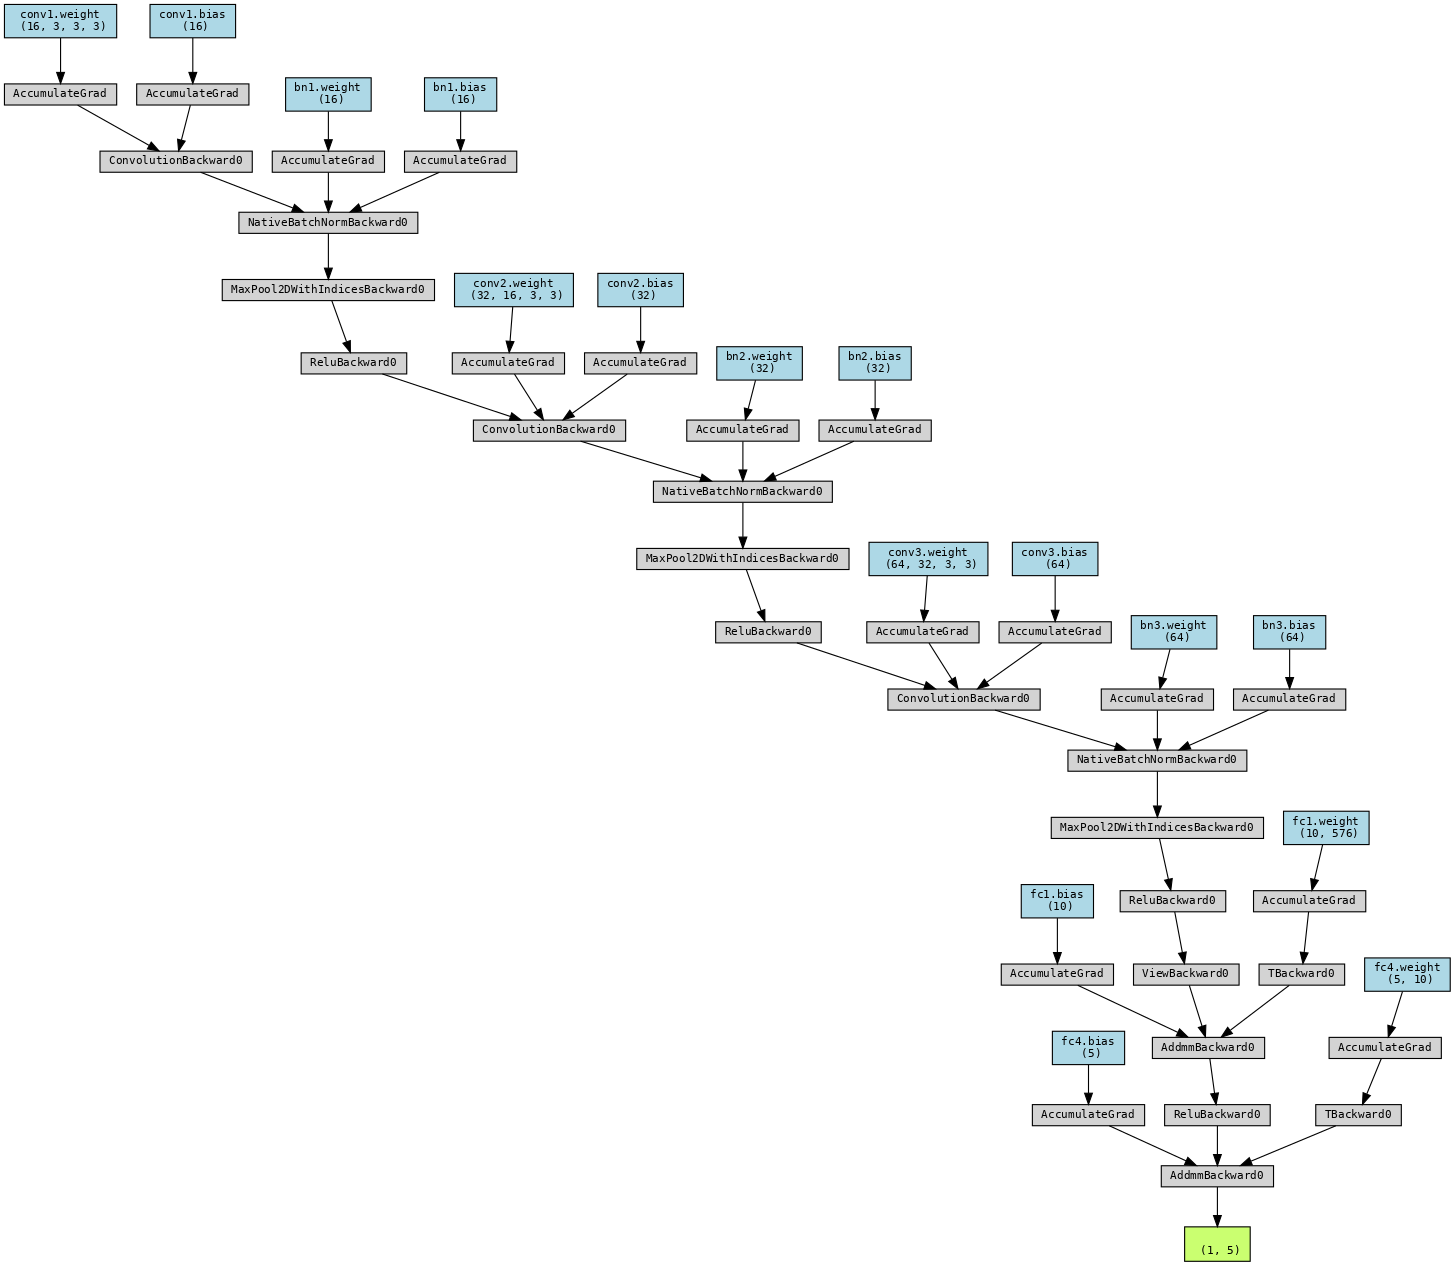 conv1.weight
(16, 3, 3, 3)
conv1.bias
(16)
AccumulateGrad
AccumulateGrad
bn1.weight
(16)
bn1.bias
(16)
ConvolutionBackward0
AccumulateGrad
AccumulateGrad
NativeBatchNormBackward0
MaxPool2DWithIndicesBackward0
conv2.weight
(32, 16, 3, 3)
conv2.bias
(32)
ReluBackward0
AccumulateGrad
AccumulateGrad
bn2.weight
(32)
bn2.bias
(32)
ConvolutionBackward0
AccumulateGrad
AccumulateGrad
NativeBatchNormBackward0
MaxPool2DWithIndicesBackward0
conv3.weight
(64, 32, 3, 3)
conv3.bias
(64)
ReluBackward0
AccumulateGrad
AccumulateGrad
bn3.weight
(64)
bn3.bias
(64)
ConvolutionBackward0
AccumulateGrad
AccumulateGrad
NativeBatchNormBackward0
MaxPool2DWithIndicesBackward0
fc1.weight
(10, 576)
fc1.bias
(10)
ReluBackward0
AccumulateGrad
AccumulateGrad
ViewBackward0
TBackward0
fc4.weight
(5, 10)
fc4.bias
(5)
AddmmBackward0
AccumulateGrad
AccumulateGrad
ReluBackward0
TBackward0
AddmmBackward0
(1, 5)